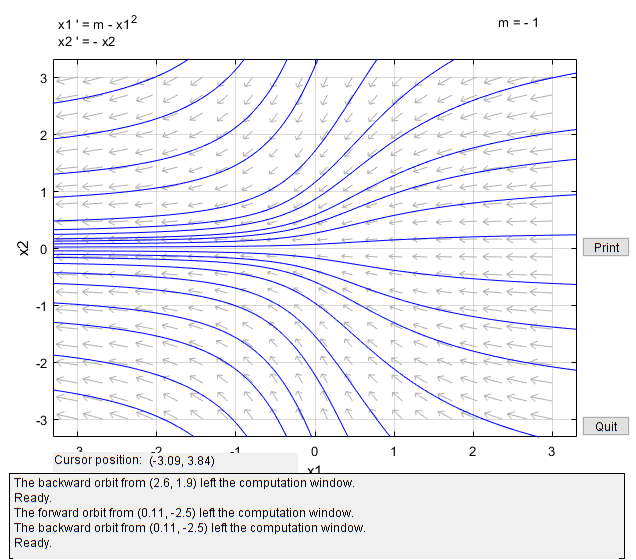 x1 ' = m - x1²
m = - 1
x2 ' = - x2
3
2
1
0
-1
-2
-3
x2
Print
Quit
-3 -2 -1 0 1 2 3
Cursor position: (-3.09, 3.84)
x1
The backward orbit from (2.6, 1.9) left the computation window.
Ready.
The forward orbit from (0.11, -2.5) left the computation window.
The backward orbit from (0.11, -2.5) left the computation window.
Ready.